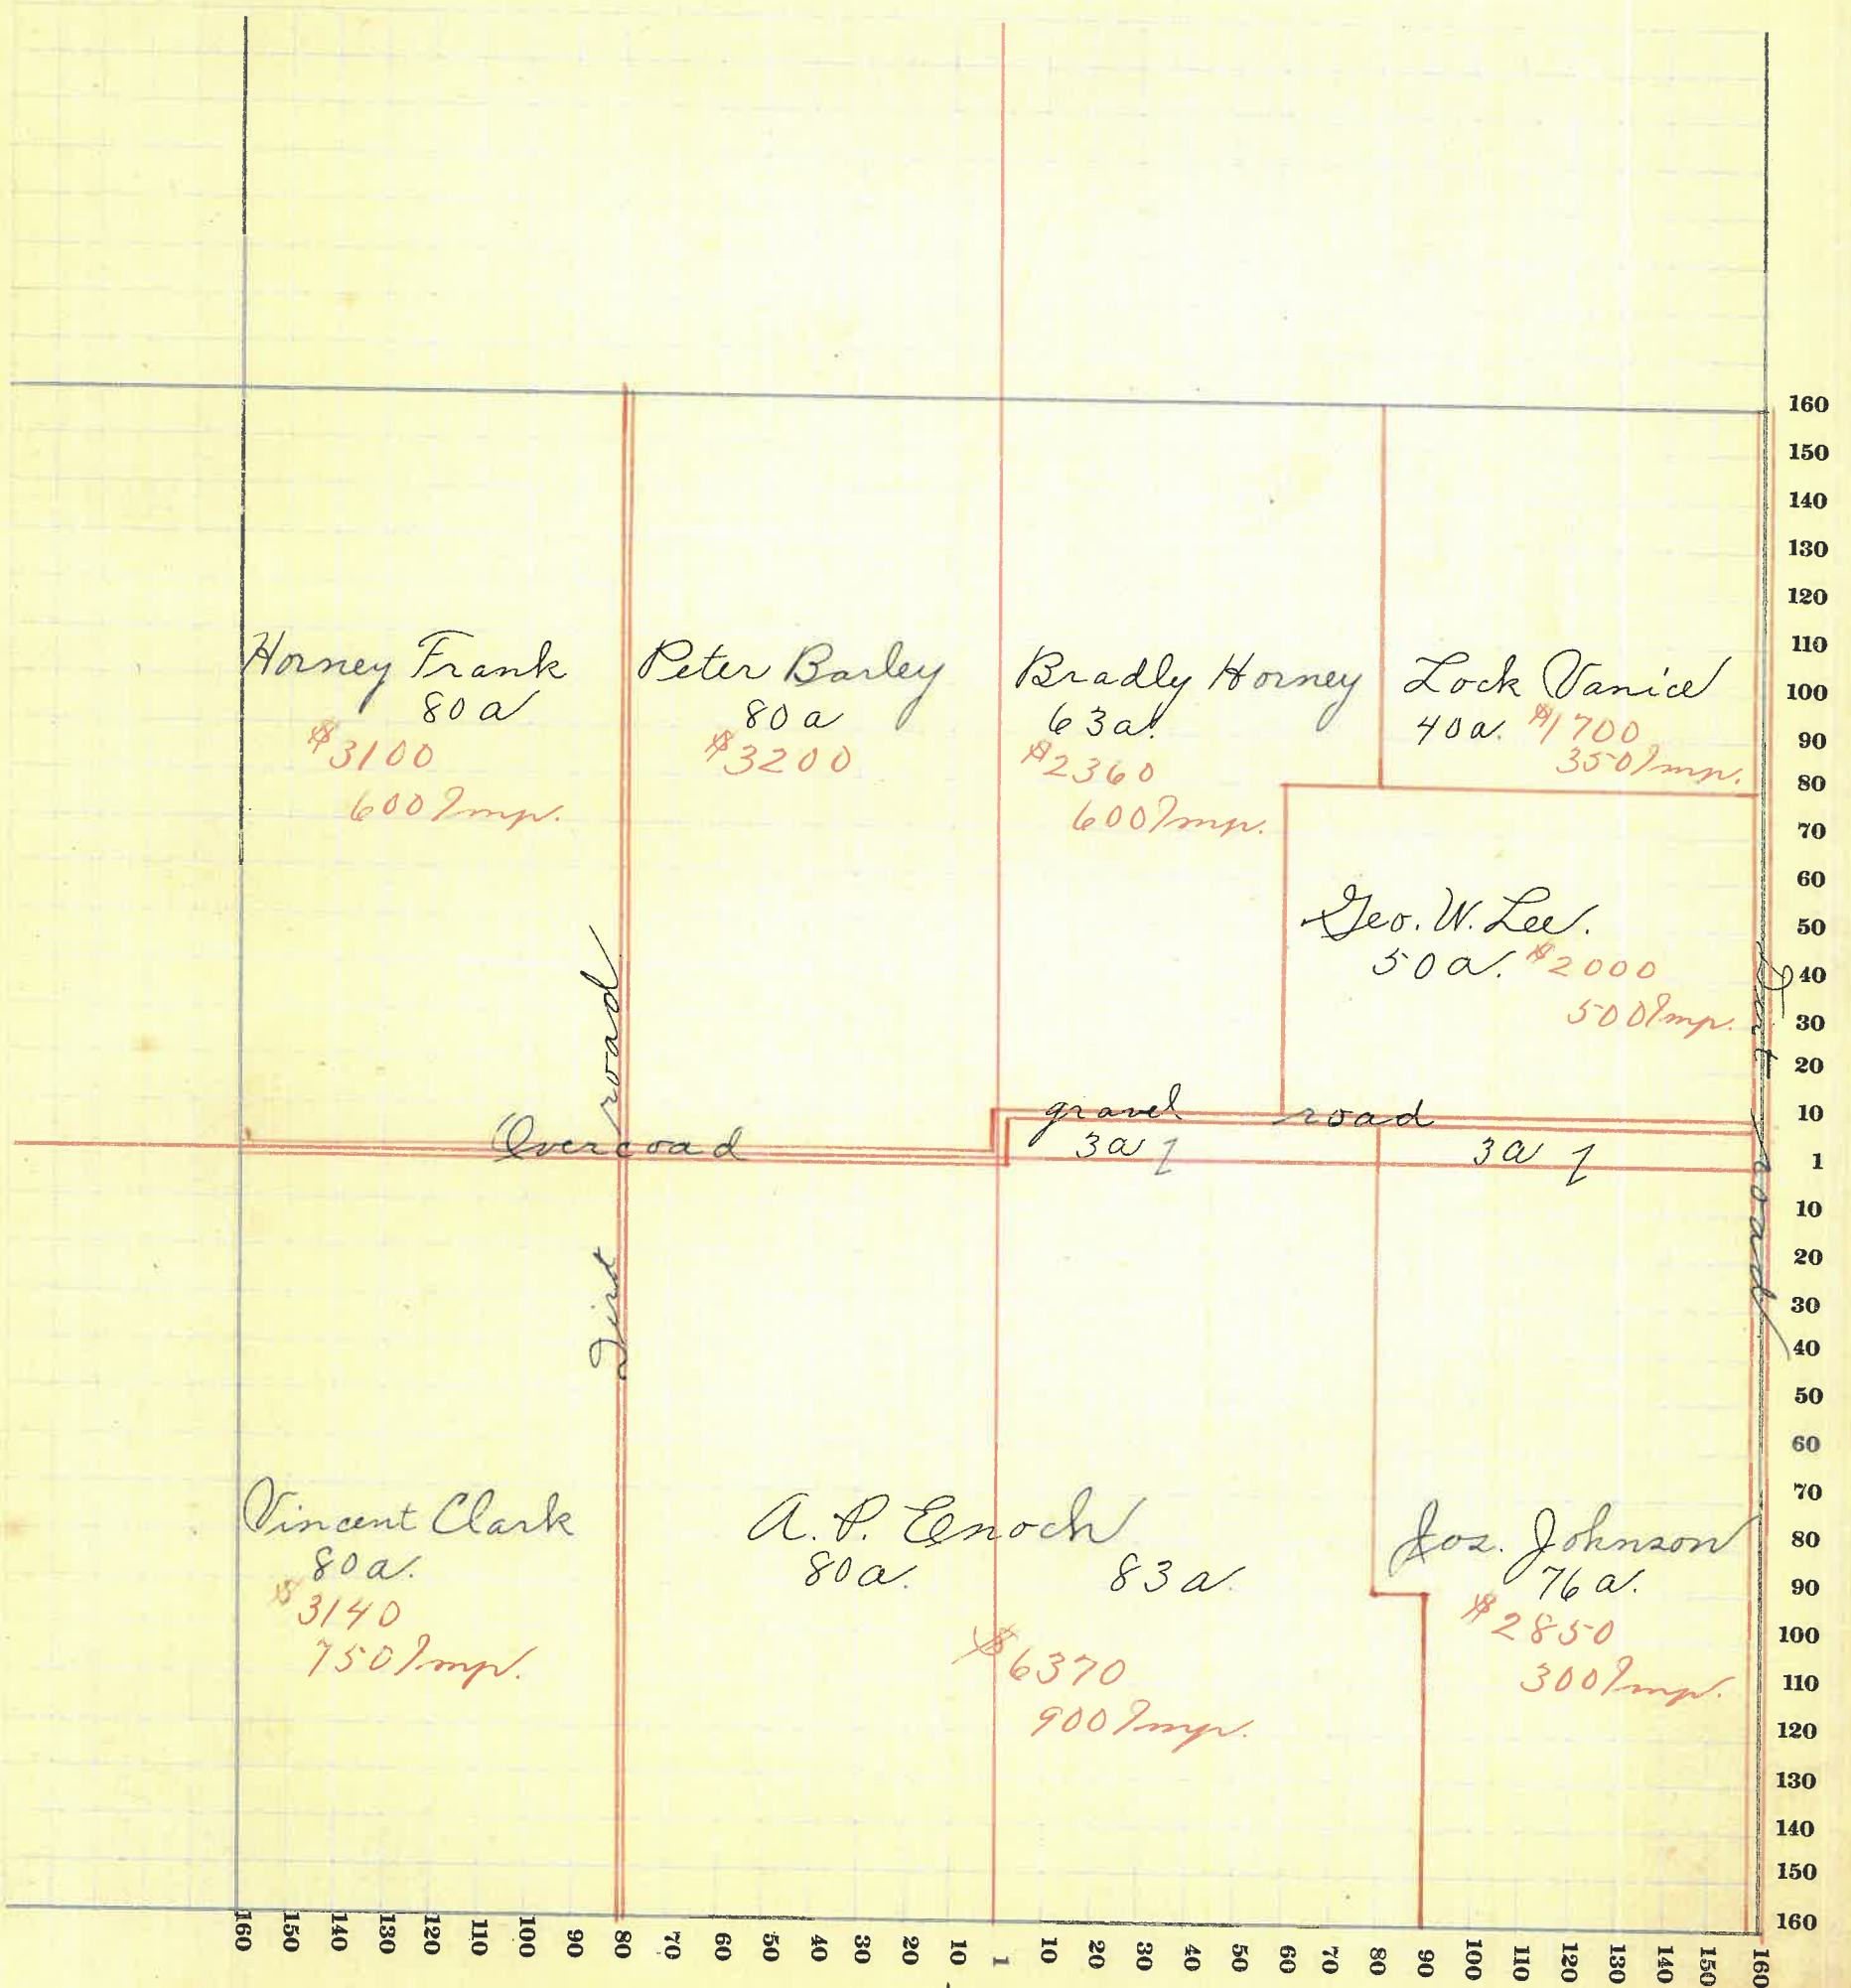 Horney Frank
80 a
$3100
600 Imp.
Peter Barley
80 a
$3200
Bradly Horney
63 a.
$2360
600 Imp.
Lock Vanice
40 a. $1700
350 Imp.
Geo. W. Lee.
50 a. $2000
500 Imp.
Dirt road
Dirt road
gravel road
3 a
3 a
Vincent Clark
80 a.
$3140
750 Imp.
A. P. Enoch
80 a. 83 a.
$6370
900 Imp.
Jos. Johnson
76 a.
$2850
300 Imp.
160
150
140
130
120
110
100
90
80
70
60
50
40
30
20
10
1
10
20
30
40
50
60
70
80
90
100
110
120
130
140
150
160
160 150 140 130 120 110 100 90 80 70 60 50 40 30 20 10 1 10 20 30 40 50 60 70 80 90 100 110 120 130 140 150 160